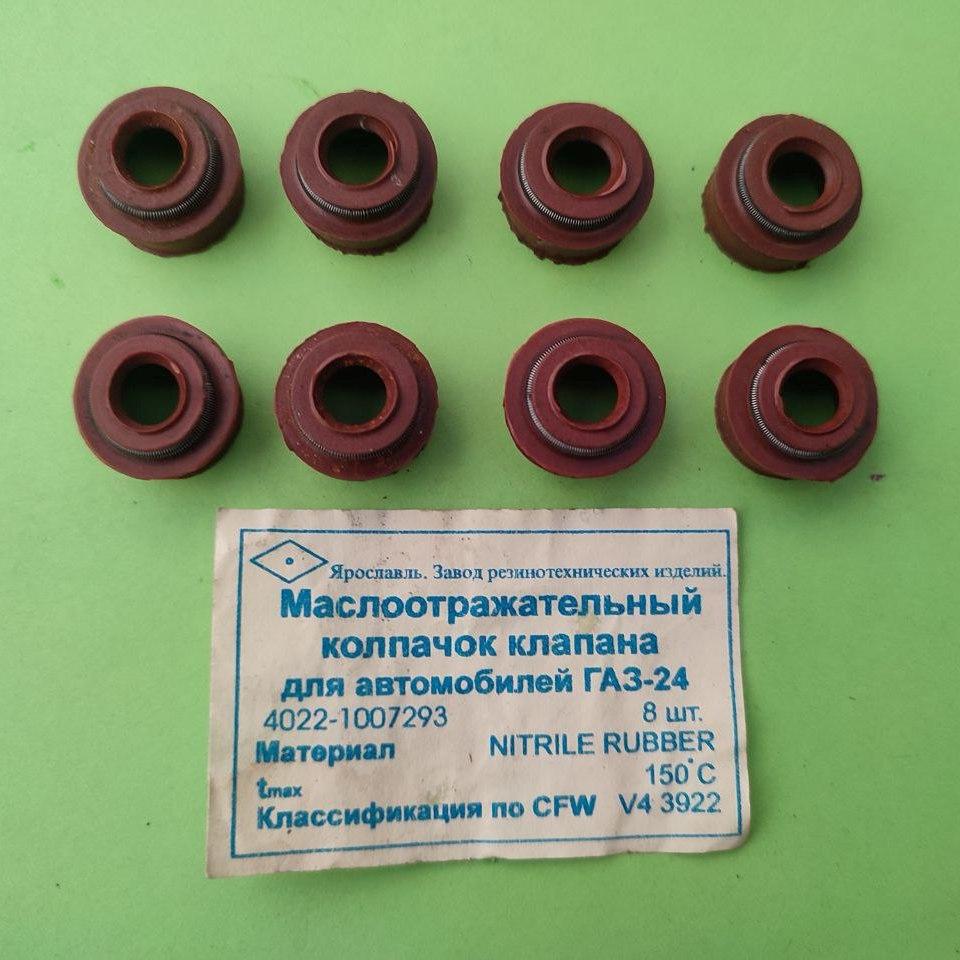 Ярославль. Завод резинотехнических изделий.
Маслоотражательный
колпачок клапана
для автомобилей ГАЗ-24
4022-1007293 8 шт.
Материал NITRILE RUBBER
tmax 150°C
Классификация по CFW V4 3922